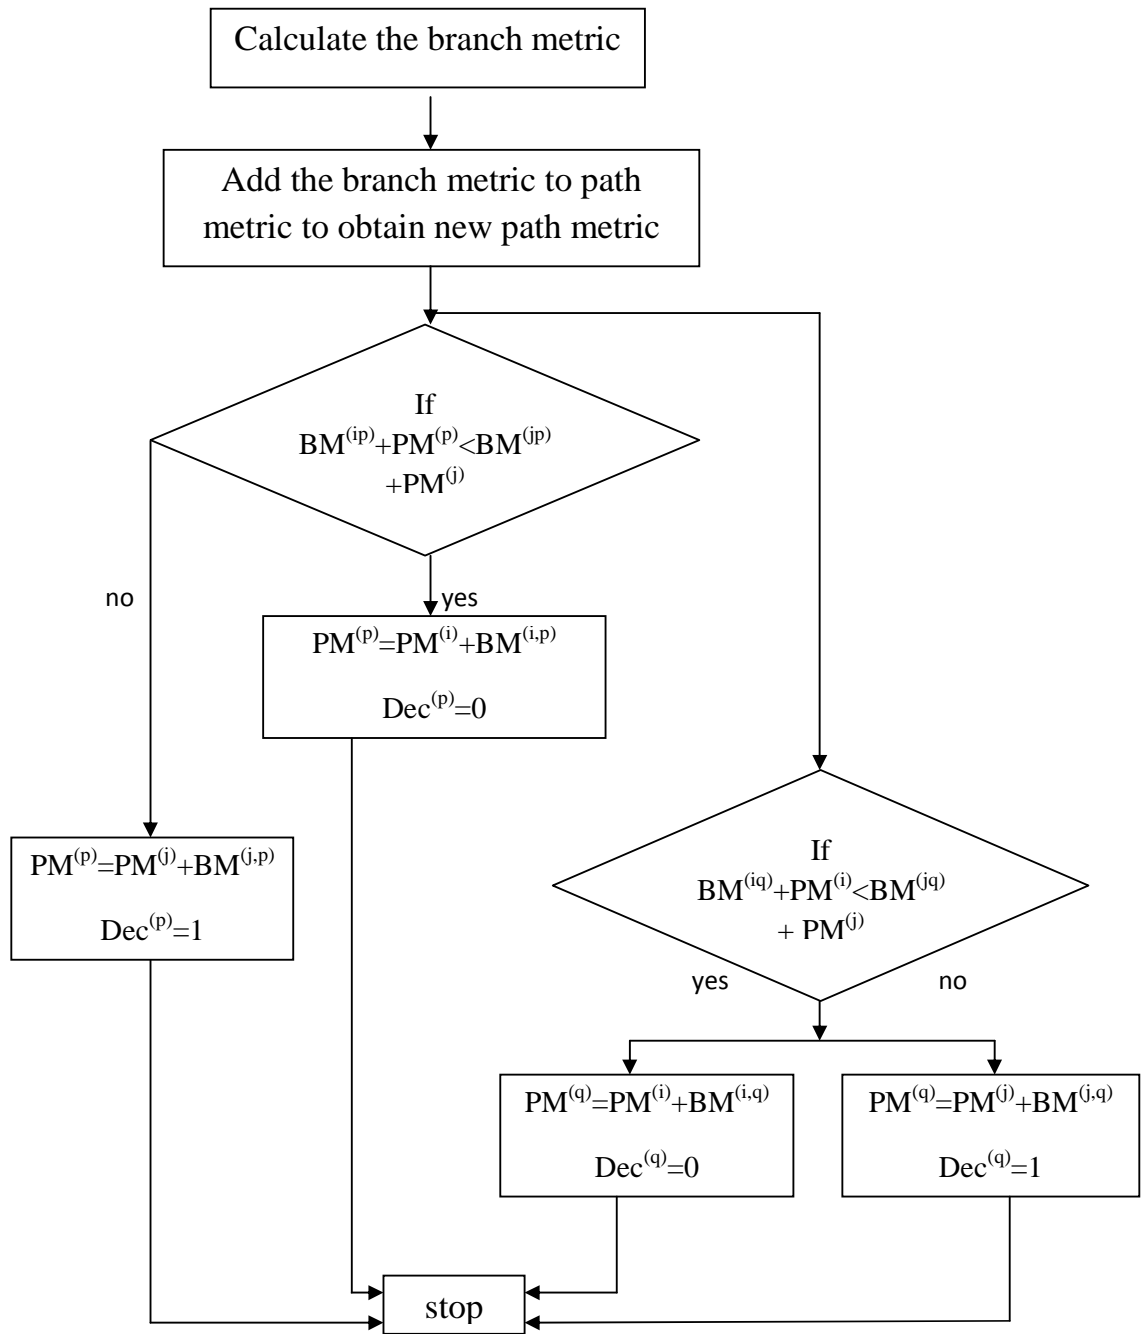 Calculate the branch metric
Add the branch metric to path
metric to obtain new path metric
If
BM^(ip)+PM^(p)<BM^(jp)
+PM^(j)
no
yes
PM^(p)=PM^(i)+BM^(i,p)
Dec^(p)=0
PM^(p)=PM^(j)+BM^(j,p)
Dec^(p)=1
If
BM^(iq)+PM^(i)<BM^(jq)
+ PM^(j)
yes
no
PM^(q)=PM^(i)+BM^(i,q)
Dec^(q)=0
PM^(q)=PM^(j)+BM^(j,q)
Dec^(q)=1
stop